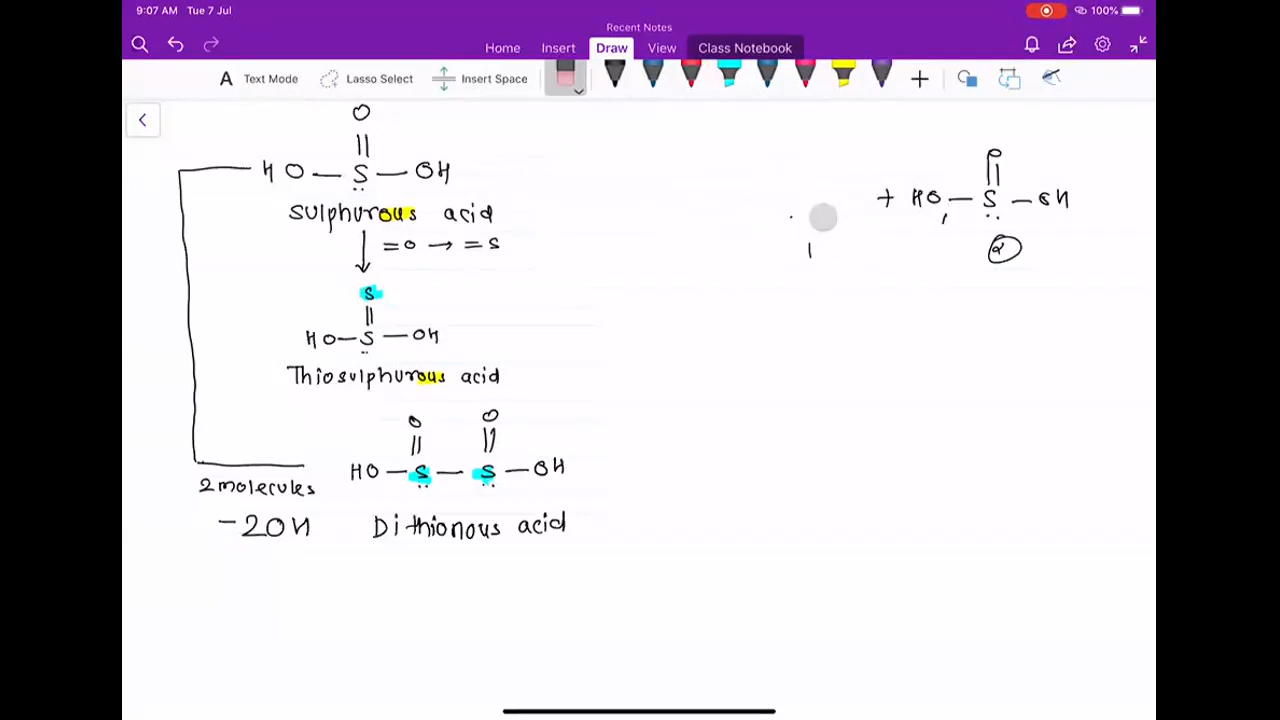 9:07 AM Tue 7 Jul
100%
Recent Notes
Home Insert Draw View Class Notebook
A Text Mode Lasso Select Insert Space
O
||
HO — S — OH
Sulphurous acid
=O → =S
S
||
HO—S—OH
Thiosulphurous acid
O O
|| ||
HO — S — S — OH
2 molecules
-2OH Dithionous acid
O
||
+ HO — S — OH
2